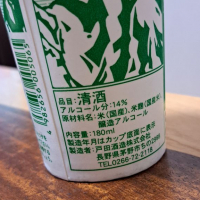 品目:清酒
アルコール分:14%
原材料名:米(国産)、米麹(国産米)、
醸造アルコール
内容量:180ml
製造年月はカップ底面に表示
製造者:戸田酒造株式会社
長野県茅野市
TEL0266-72-2118